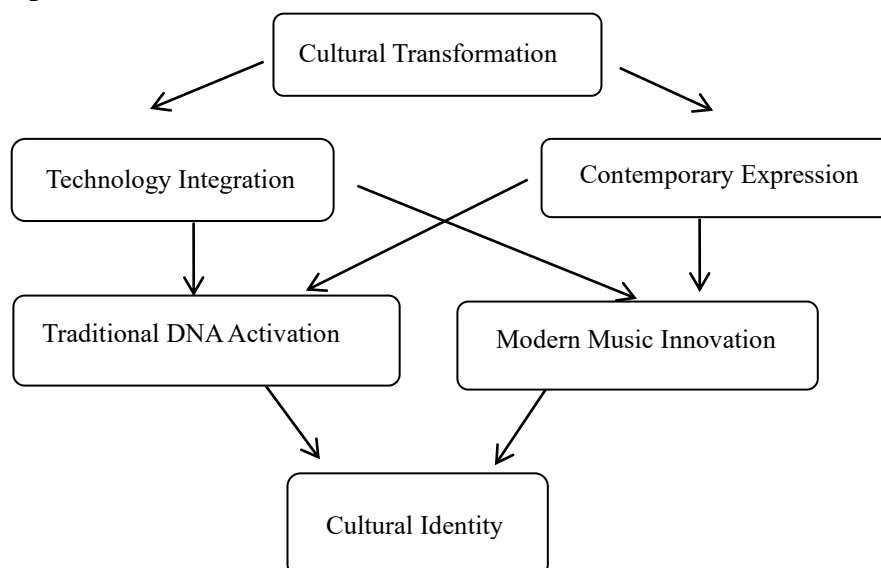 Cultural Transformation
Technology Integration
Contemporary Expression
Traditional DNA Activation
Modern Music Innovation
Cultural Identity